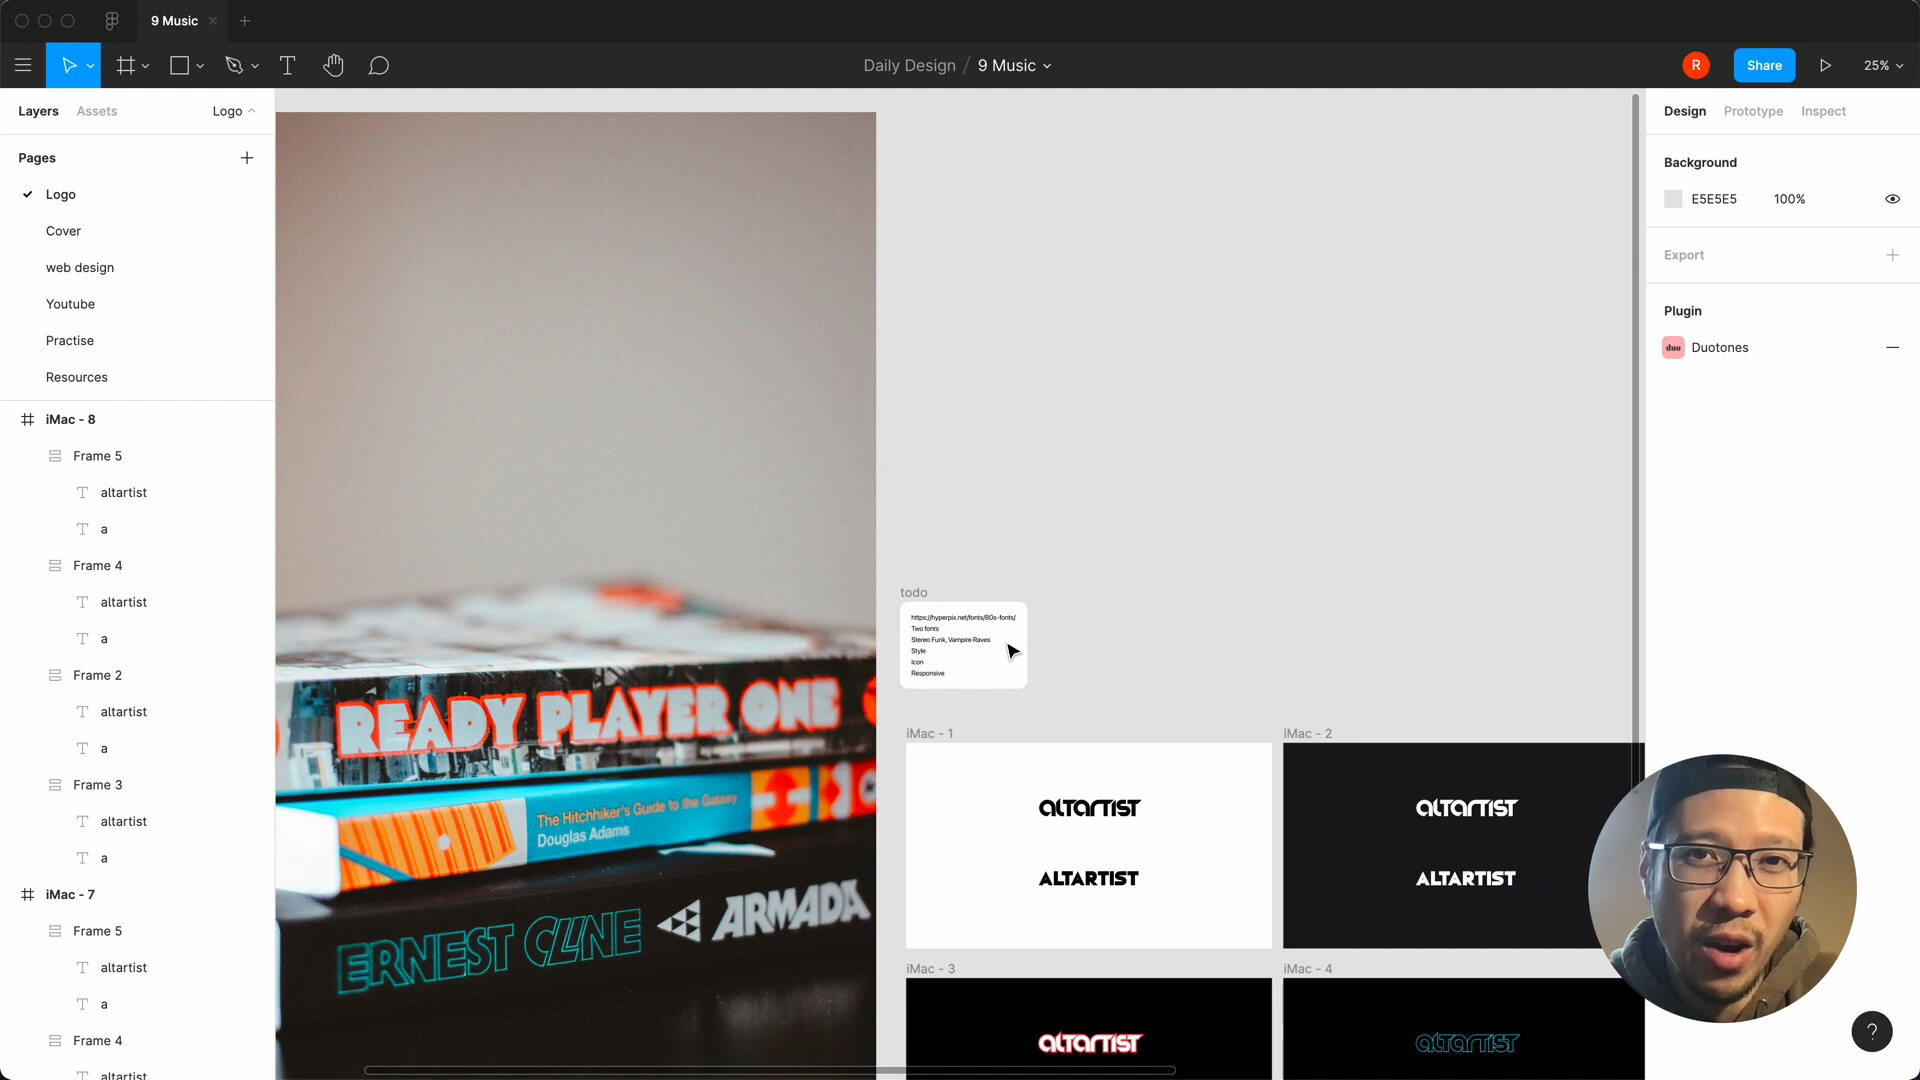 9 Music
Daily Design / 9 Music
R
Share
25%
Layers
Assets
Logo
Pages
Logo
Cover
web design
Youtube
Practise
Resources
iMac - 8
Frame 5
altartist
a
Frame 4
altartist
a
Frame 2
altartist
a
Frame 3
altartist
a
iMac - 7
Frame 5
altartist
a
Frame 4
altartist
READY PLAYER ONE
The Hitchhiker's Guide to the Galaxy
Douglas Adams
ERNEST CLINE
ARMADA
todo
https://hyperpix.net/fonts/80s-fonts/
Two fonts
Stereo Funk, Vampire Raves
Style
Icon
Responsive
iMac - 1
altartist
ALTARTIST
iMac - 2
altartist
ALTARTIST
iMac - 3
altartist
iMac - 4
altartist
Design
Prototype
Inspect
Background
E5E5E5
100%
Export
Plugin
duo
Duotones
?